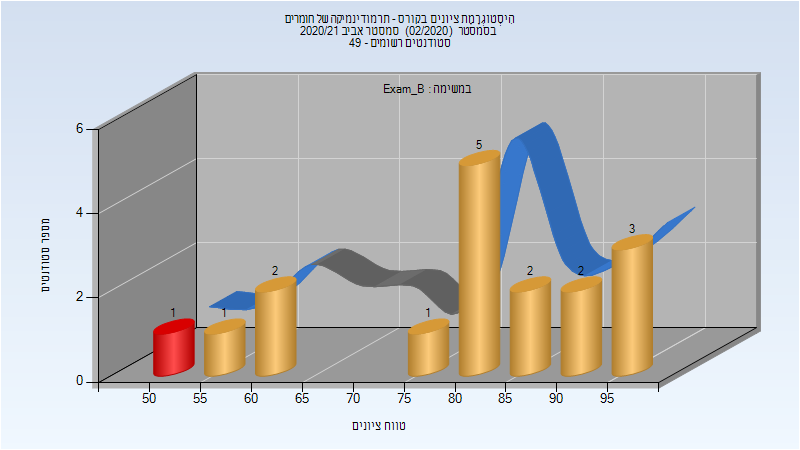 היסטוגרמת ציונים בקורס - תרמודינמיקה של חומרים
בסמסטר (02/2020) סמסטר אביב 2020/21
סטודנטים רשומים - 49
במשימה : Exam_B
מספר סטודנטים
6
4
2
0
1
1
2
1
5
2
2
3
50 55 60 65 70 75 80 85 90 95
טווח ציונים